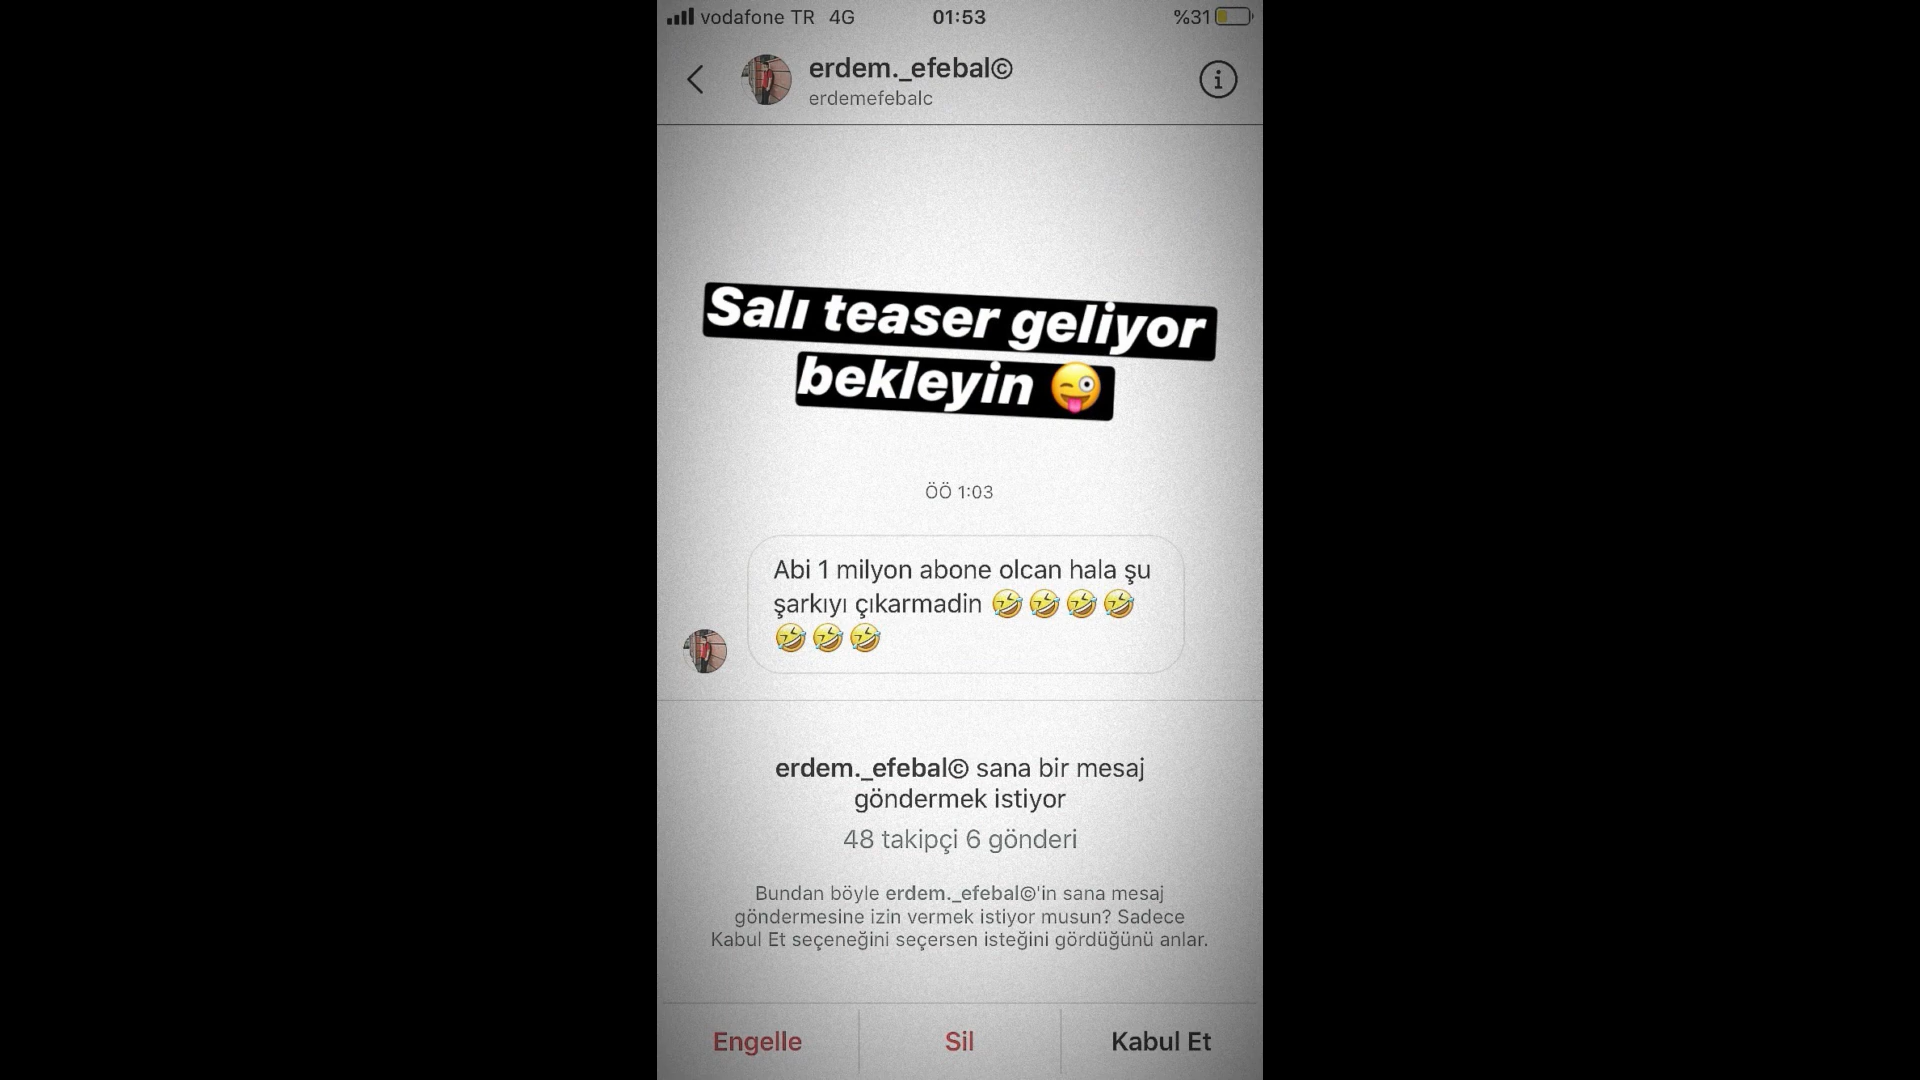 vodafone TR 4G 01:53 %31
erdem._efebal©
erdemefebalc
Salı teaser geliyor
bekleyin 😜
ÖÖ 1:03
Abi 1 milyon abone olcan hala şu
şarkıyı çıkarmadin 🤣🤣🤣🤣
🤣🤣🤣
erdem._efebal© sana bir mesaj
göndermek istiyor
48 takipçi 6 gönderi
Bundan böyle erdem._efebal©'in sana mesaj
göndermesine izin vermek istiyor musun? Sadece
Kabul Et seçeneğini seçersen isteğini gördüğünü anlar.
Engelle Sil Kabul Et